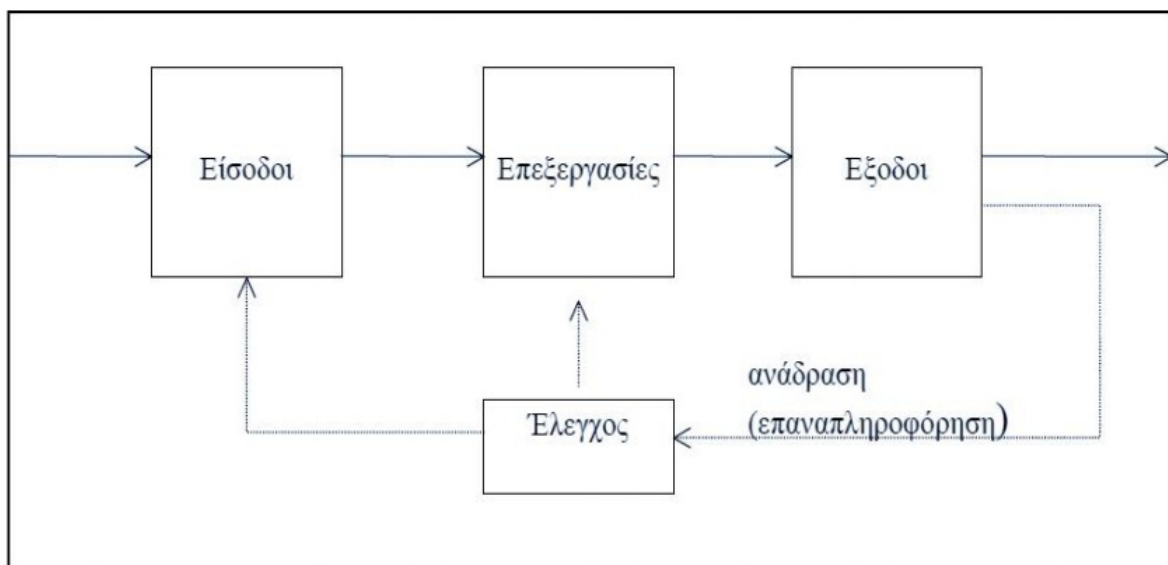 Είσοδοι
Επεξεργασίες
Εξοδοι
ανάδραση
(επαναπληροφόρηση)
Έλεγχος